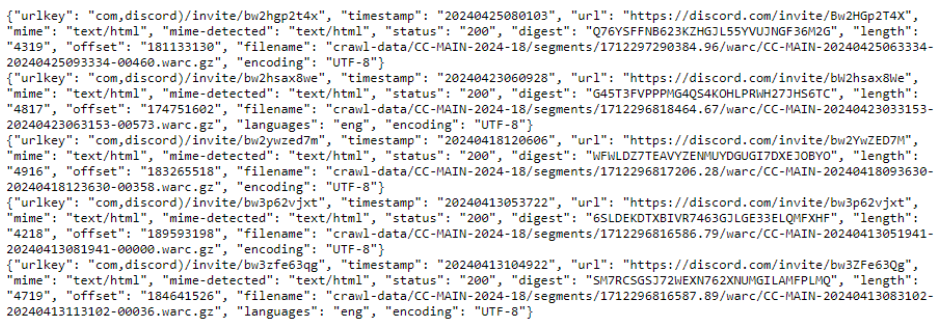 {"urlkey": "com,discord)/invite/bw2hgp2t4x", "timestamp": "20240425080103", "url": "https://discord.com/invite/Bw2HGp2T4X",
"mime": "text/html", "mime-detected": "text/html", "status": "200", "digest": "Q76YSFFNB623KZHGJL55YVUJNGF36M2G", "length":
"4319", "offset": "181133130", "filename": "crawl-data/CC-MAIN-2024-18/segments/1712297290384.96/warc/CC-MAIN-20240425063334-
20240425093334-00460.warc.gz", "encoding": "UTF-8"}
{"urlkey": "com,discord)/invite/bw2hsax8we", "timestamp": "20240423060928", "url": "https://discord.com/invite/bw2hsax8We",
"mime": "text/html", "mime-detected": "text/html", "status": "200", "digest": "G45T3FVPPPMG4QS4KOHLPRWH27JHS6TC", "length":
"4817", "offset": "174751602", "filename": "crawl-data/CC-MAIN-2024-18/segments/1712296818464.67/warc/CC-MAIN-20240423033153-
20240423063153-00573.warc.gz", "languages": "eng", "encoding": "UTF-8"}
{"urlkey": "com,discord)/invite/bw2ywzed7m", "timestamp": "20240418120606", "url": "https://discord.com/invite/bw2YwZED7M",
"mime": "text/html", "mime-detected": "text/html", "status": "200", "digest": "WFWLDZ7TEAVYZENMUYDGUGI7DXEJOBYO", "length":
"4916", "offset": "183265518", "filename": "crawl-data/CC-MAIN-2024-18/segments/1712296817206.28/warc/CC-MAIN-20240418093630-
20240418123630-00358.warc.gz", "encoding": "UTF-8"}
{"urlkey": "com,discord)/invite/bw3p62vjxt", "timestamp": "20240413053722", "url": "https://discord.com/invite/bw3p62vjxt",
"mime": "text/html", "mime-detected": "text/html", "status": "200", "digest": "6SLDEKDTXBIVR7463GJLGE33ELQMFXHF", "length":
"4218", "offset": "189593198", "filename": "crawl-data/CC-MAIN-2024-18/segments/1712296816586.79/warc/CC-MAIN-20240413051941-
20240413081941-00000.warc.gz", "encoding": "UTF-8"}
{"urlkey": "com,discord)/invite/bw3zfe63qg", "timestamp": "20240413104922", "url": "https://discord.com/invite/bw3ZFe63Qg",
"mime": "text/html", "mime-detected": "text/html", "status": "200", "digest": "SM7RCSGSJ72WEXN762XNUMGILAMFPLMQ", "length":
"4719", "offset": "184641526", "filename": "crawl-data/CC-MAIN-2024-18/segments/1712296816587.89/warc/CC-MAIN-20240413083102-
20240413113102-00036.warc.gz", "languages": "eng", "encoding": "UTF-8"}